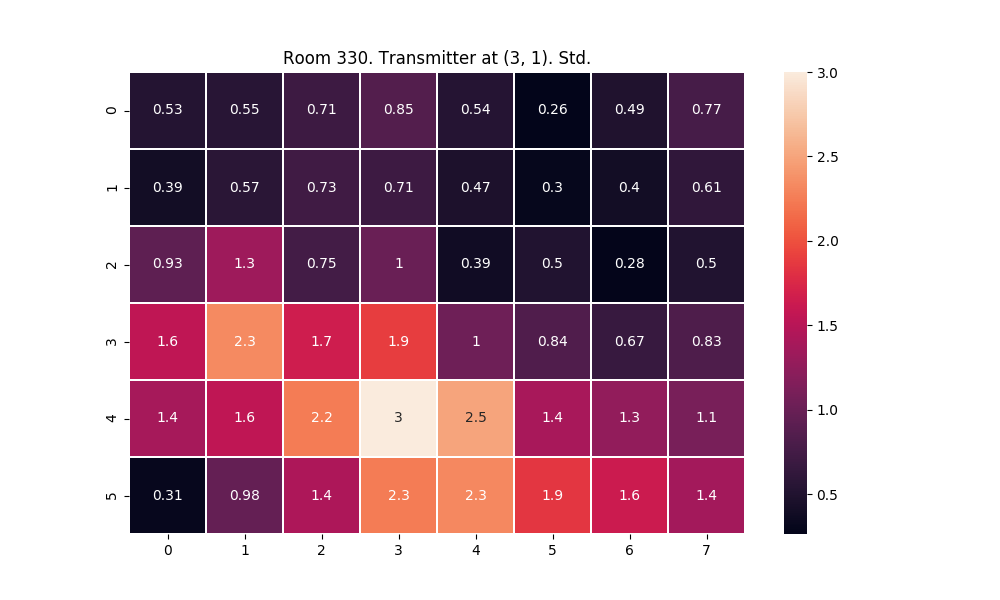 Room 330. Transmitter at (3, 1). Std.
0 0.53 0.55 0.71 0.85 0.54 0.26 0.49 0.77
1 0.39 0.57 0.73 0.71 0.47 0.3 0.4 0.61
2 0.93 1.3 0.75 1 0.39 0.5 0.28 0.5
3 1.6 2.3 1.7 1.9 1 0.84 0.67 0.83
4 1.4 1.6 2.2 3 2.5 1.4 1.3 1.1
5 0.31 0.98 1.4 2.3 2.3 1.9 1.6 1.4
0 1 2 3 4 5 6 7
3.0
2.5
2.0
1.5
1.0
0.5